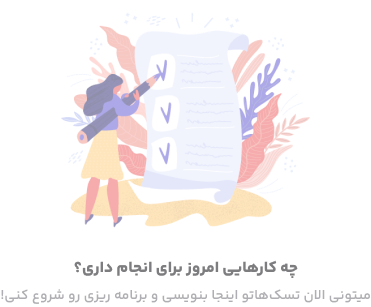 چه کارهایی امروز برای انجام داری؟
میتونی الان تسک‌هاتو اینجا بنویسی و برنامه ریزی رو شروع کنی!